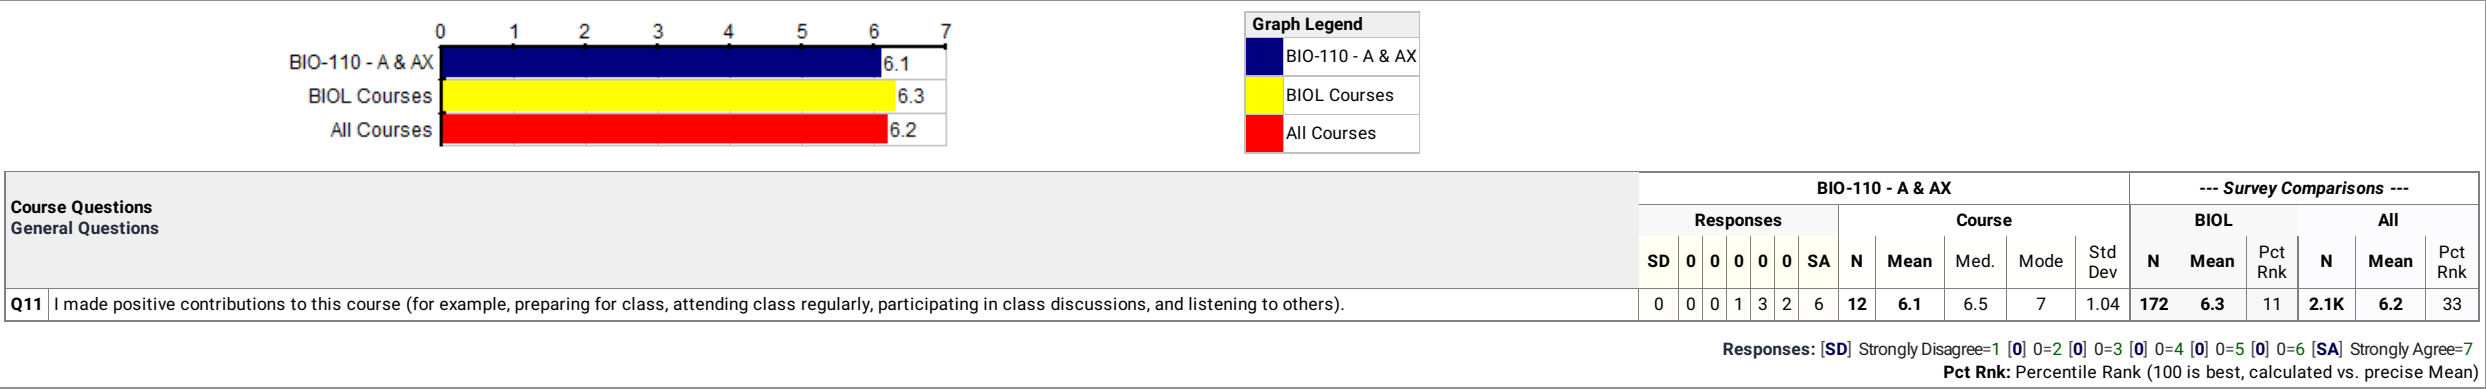 0 1 2 3 4 5 6 7
BIO-110 - A & AX 6.1
BIOL Courses 6.3
All Courses 6.2
Graph Legend
BIO-110 - A & AX
BIOL Courses
All Courses
Course Questions
General Questions
BIO-110 - A & AX --- Survey Comparisons ---
Responses Course BIOL All
SD 0 0 0 0 0 SA N Mean Med. Mode Std Dev N Mean Pct Rnk N Mean Pct Rnk
Q11 I made positive contributions to this course (for example, preparing for class, attending class regularly, participating in class discussions, and listening to others). 0 0 0 1 3 2 6 12 6.1 6.5 7 1.04 172 6.3 11 2.1K 6.2 33
Responses: [SD] Strongly Disagree=1 [0] 0=2 [0] 0=3 [0] 0=4 [0] 0=5 [0] 0=6 [SA] Strongly Agree=7
Pct Rnk: Percentile Rank (100 is best, calculated vs. precise Mean)